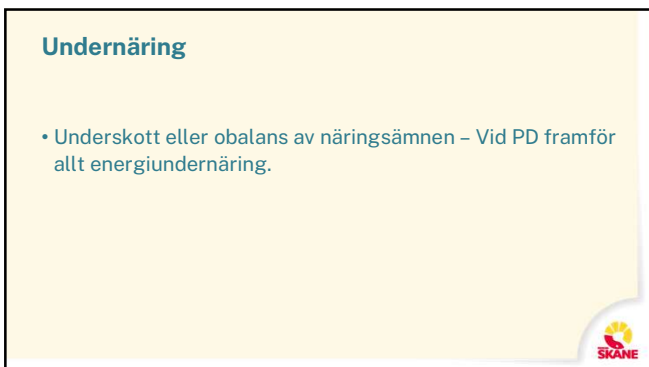 Undernäring
• Underskott eller obalans av näringsämnen – Vid PD framför
allt energiundernäring.
SKÅNE